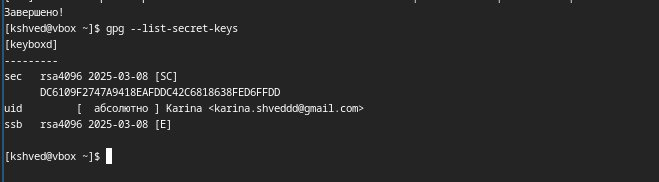 Завершено!
[kshved@vbox ~]$ gpg --list-secret-keys
[keyboxd]
---------
sec   rsa4096 2025-03-08 [SC]
      DC6109F2747A9418EAFDDC42C6818638FED6FFDD
uid         [  абсолютно ] Karina <karina.shveddd@gmail.com>
ssb   rsa4096 2025-03-08 [E]
[kshved@vbox ~]$